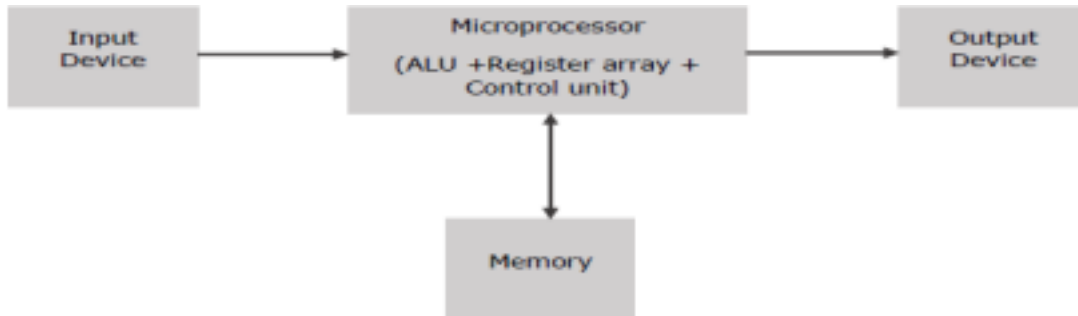 Input
Device
Microprocessor
(ALU +Register array +
Control unit)
Output
Device
Memory